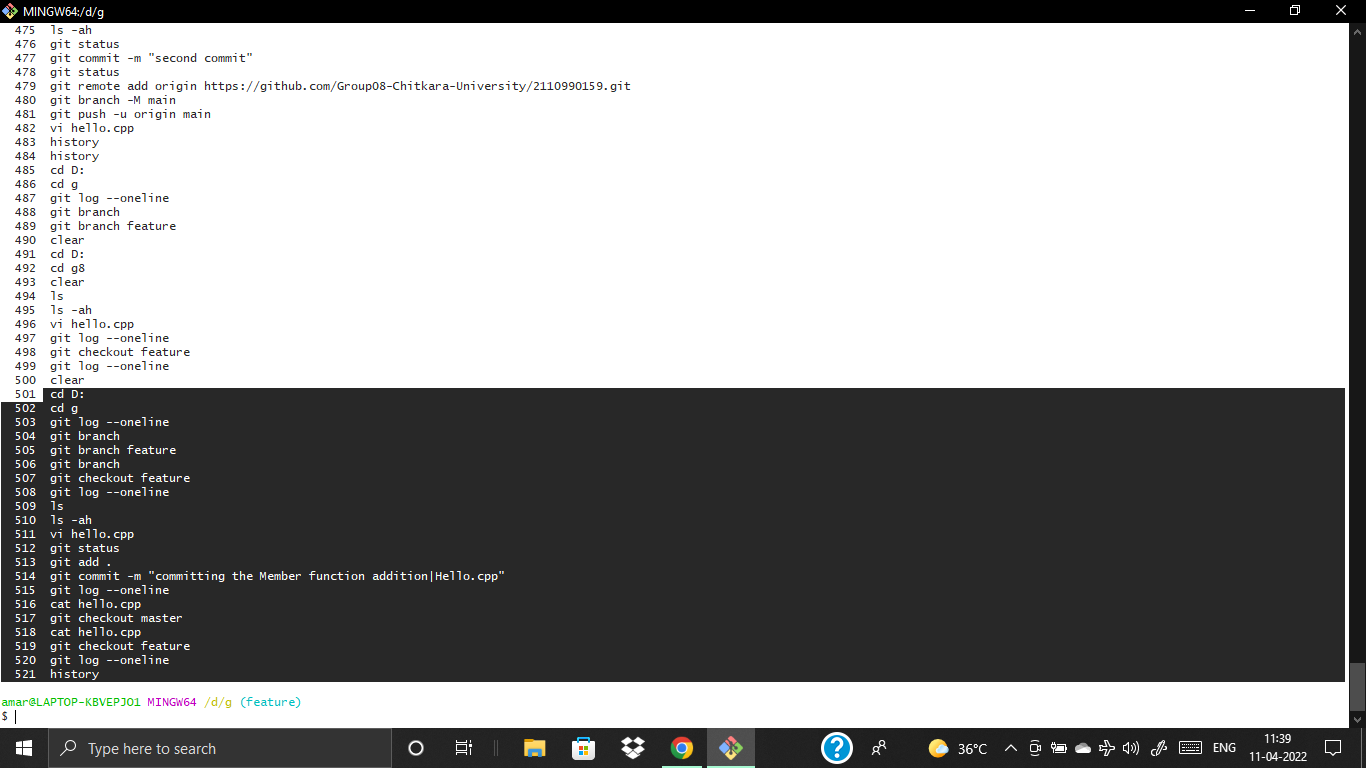 MINGW64:/d/g
475 ls -ah
476 git status
477 git commit -m "second commit"
478 git status
479 git remote add origin https://github.com/Group08-Chitkara-University/2110990159.git
480 git branch -M main
481 git push -u origin main
482 vi hello.cpp
483 history
484 history
485 cd D:
486 cd g
487 git log --oneline
488 git branch
489 git branch feature
490 clear
491 cd D:
492 cd g8
493 clear
494 ls
495 ls -ah
496 vi hello.cpp
497 git log --oneline
498 git checkout feature
499 git log --oneline
500 clear
501 cd D:
502 cd g
503 git log --oneline
504 git branch
505 git branch feature
506 git branch
507 git checkout feature
508 git log --oneline
509 ls
510 ls -ah
511 vi hello.cpp
512 git status
513 git add .
514 git commit -m "committing the Member function addition|Hello.cpp"
515 git log --oneline
516 cat hello.cpp
517 git checkout master
518 cat hello.cpp
519 git checkout feature
520 git log --oneline
521 history
amar@LAPTOP-KBVEPJO1 MINGW64 /d/g (feature)
$
Type here to search
36°C
ENG
11:39
11-04-2022